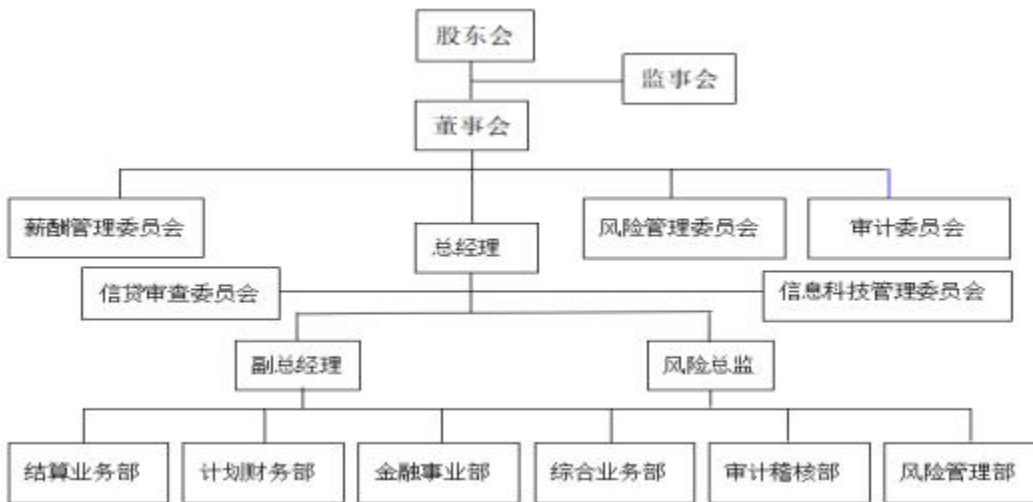 股东会
监事会
董事会
薪酬管理委员会
风险管理委员会
审计委员会
总经理
信贷审查委员会
信息科技管理委员会
副总经理
风险总监
结算业务部
计划财务部
金融事业部
综合业务部
审计稽核部
风险管理部